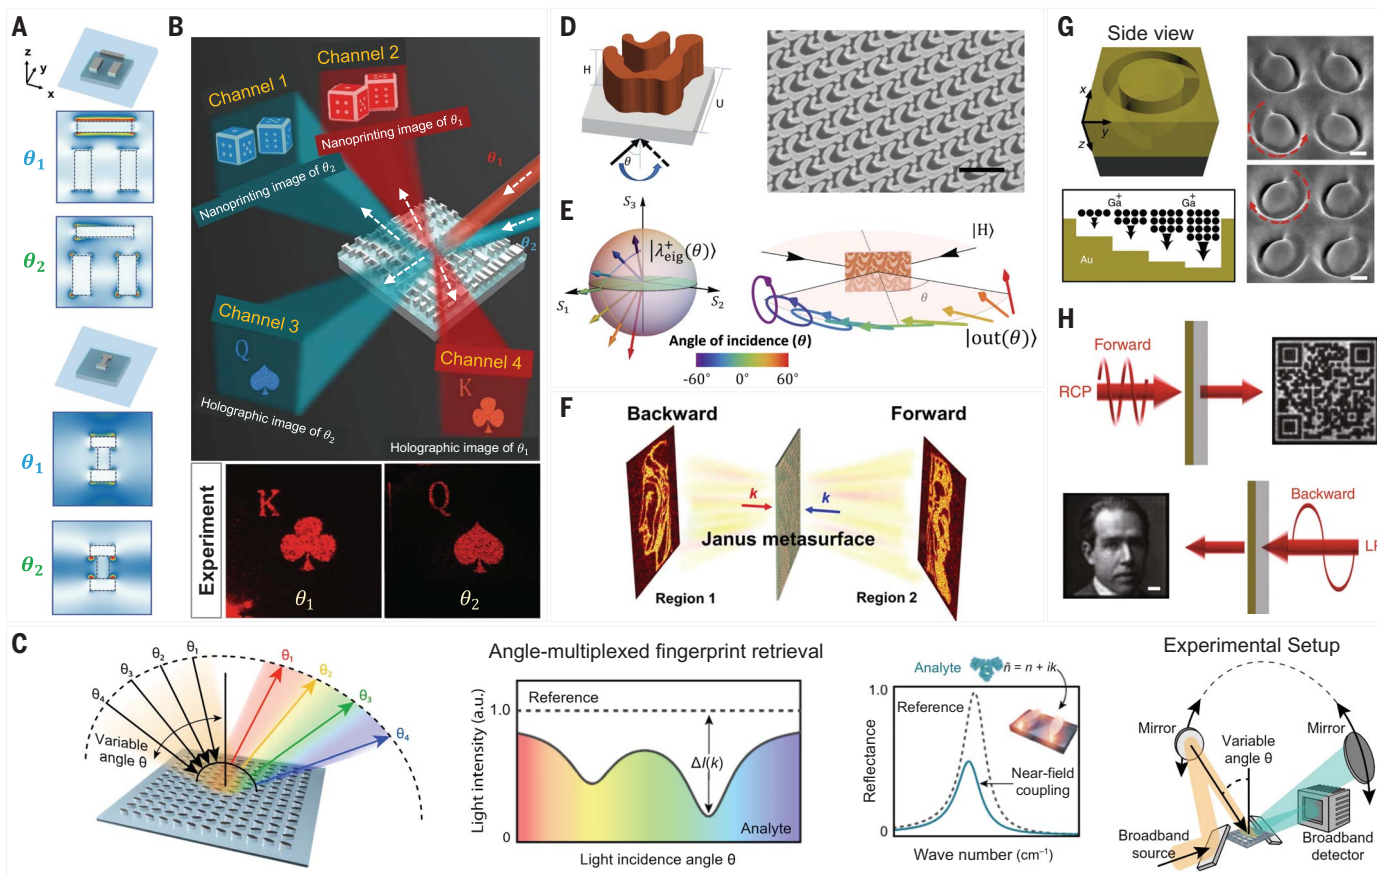 A
z
y
x
θ1
θ2
θ1
θ2
B
Channel 1
Channel 2
Nanoprinting image of θ1
Nanoprinting image of θ2
θ1
θ2
Channel 3
Q
Holographic image of θ2
Channel 4
K
Holographic image of θ1
Experiment
K
θ1
Q
θ2
C
θ4
θ3
θ2
θ1
θ1
θ2
θ3
θ4
Variable
angle θ
Angle-multiplexed fingerprint retrieval
Light intensity (a.u.)
1.0
0
Reference
ΔI(k)
Analyte
Light incidence angle θ
Analyte
ñ = n + ik
Reflectance
1.0
0
Reference
Near-field
coupling
Wave number (cm⁻¹)
Experimental Setup
Mirror
Variable
angle θ
Mirror
Broadband
source
Broadband
detector
D
H
U
θ
E
S3
|λ+eig(θ)⟩
S1
S2
|H⟩
θ
|out(θ)⟩
Angle of incidence (θ)
-60° 0° 60°
F
Backward
Forward
k
k
Janus metasurface
Region 1
Region 2
G
Side view
x
y
z
+
Ga
+
Ga
Au
H
Forward
RCP
Backward